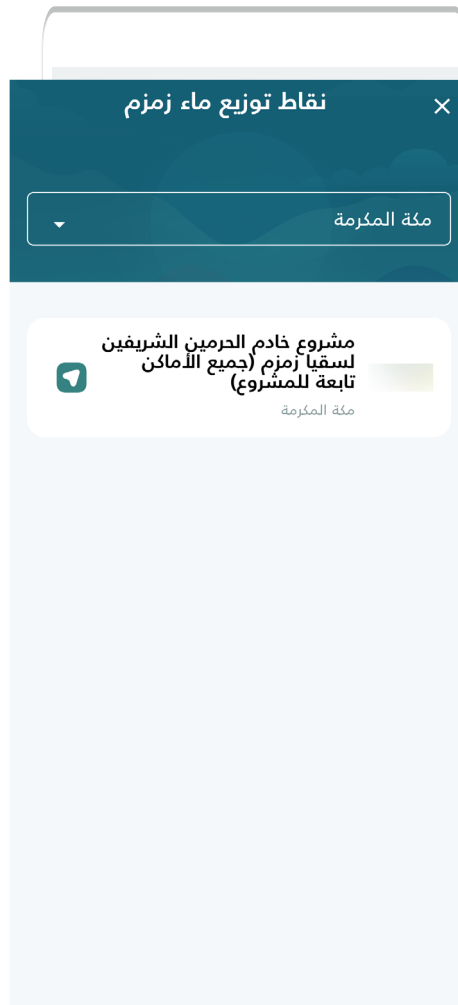 نقاط توزيع ماء زمزم
مكة المكرمة
مشروع خادم الحرمين الشريفين
لسقيا زمزم (جميع الأماكن
تابعة للمشروع)
مكة المكرمة